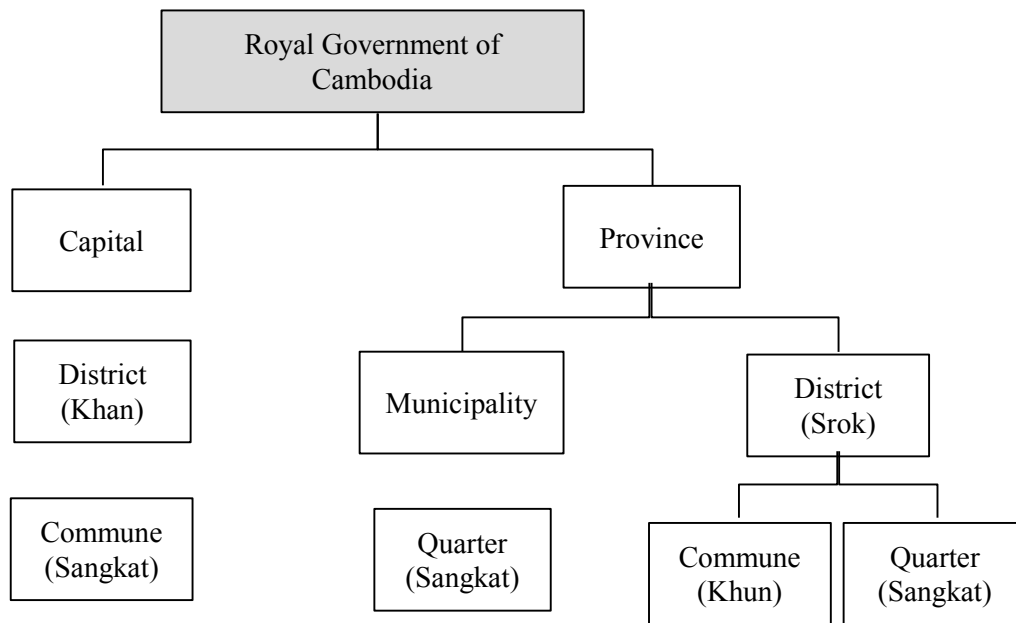 Royal Government of
Cambodia
Capital
Province
District
(Khan)
Municipality
District
(Srok)
Commune
(Sangkat)
Quarter
(Sangkat)
Commune
(Khun)
Quarter
(Sangkat)